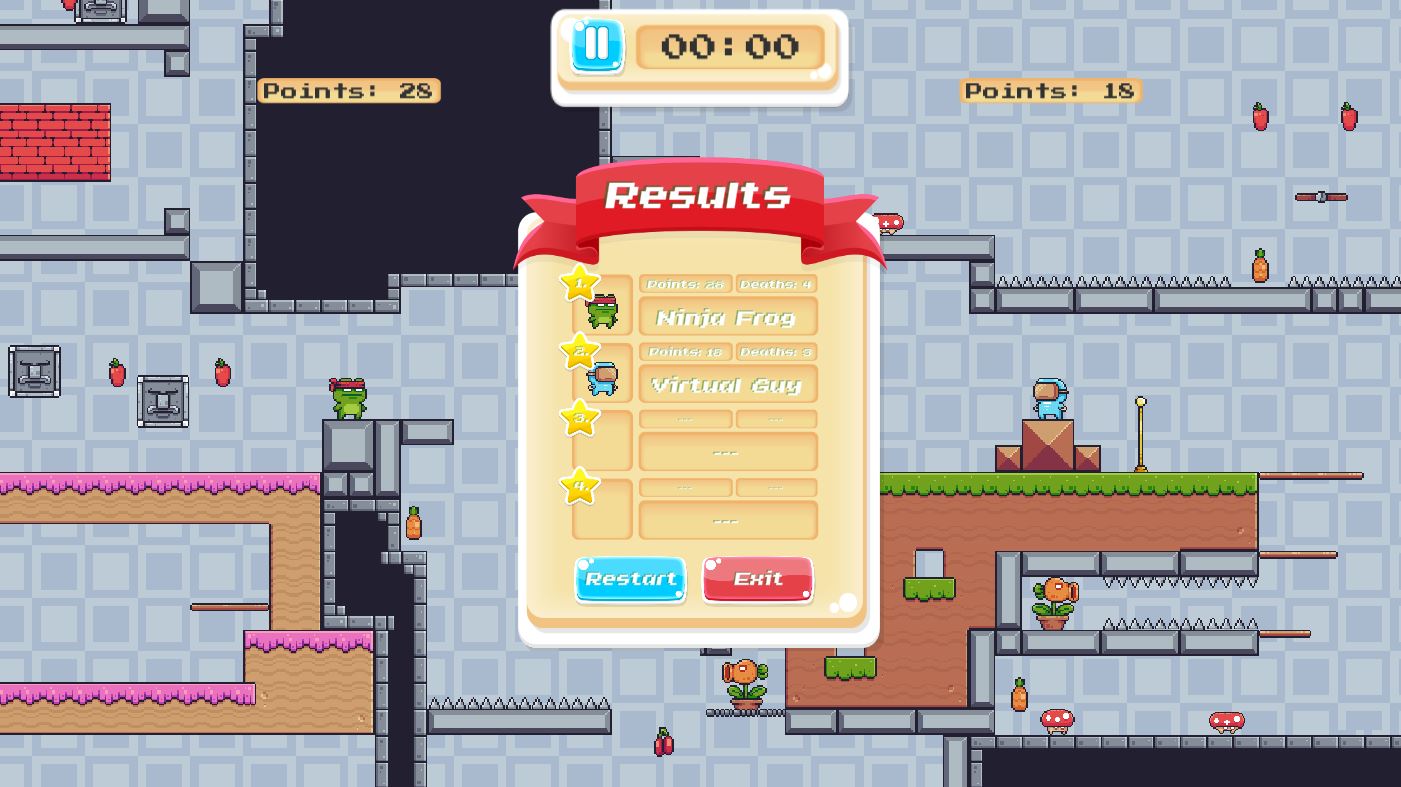 00:00
Points: 28
Points: 18
Results
1.
Points: 28 Deaths: 4
Ninja Frog
2.
Points: 18 Deaths: 3
Virtual Guy
3.
--- ---
---
4.
--- ---
---
Restart Exit